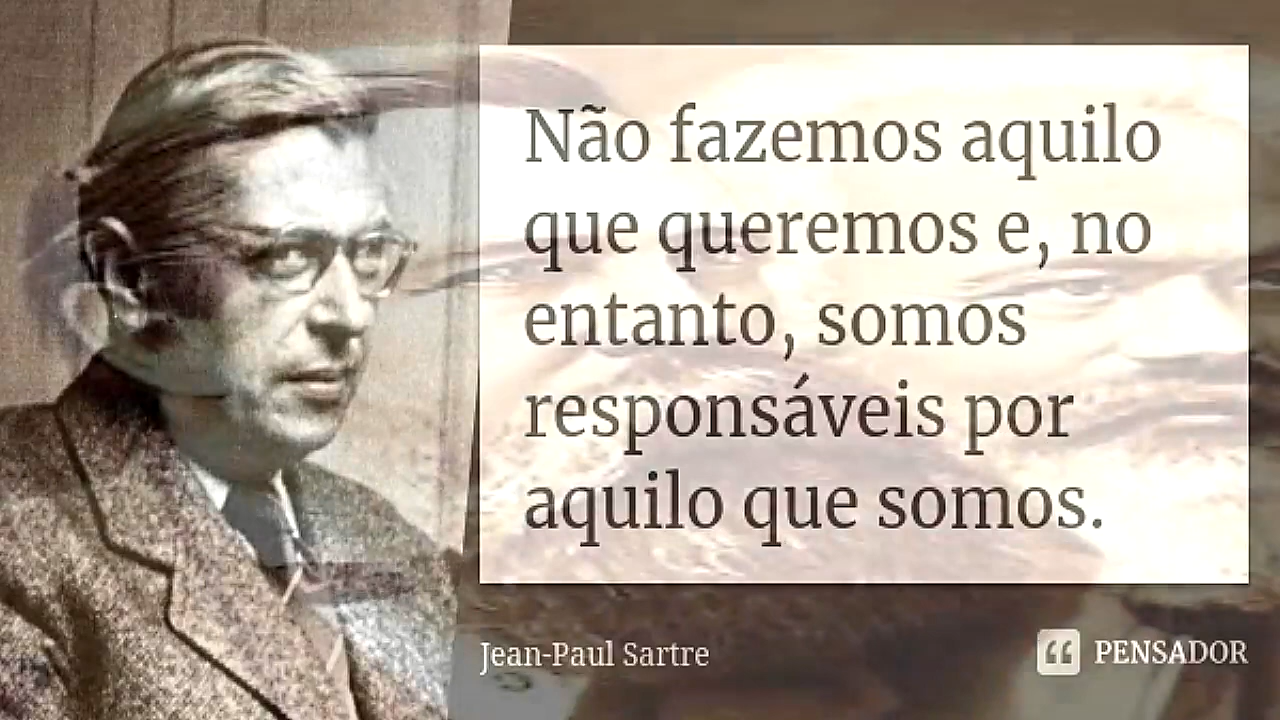 Não fazemos aquilo
que queremos e, no
entanto, somos
responsáveis por
aquilo que somos.
Jean-Paul Sartre
PENSADOR